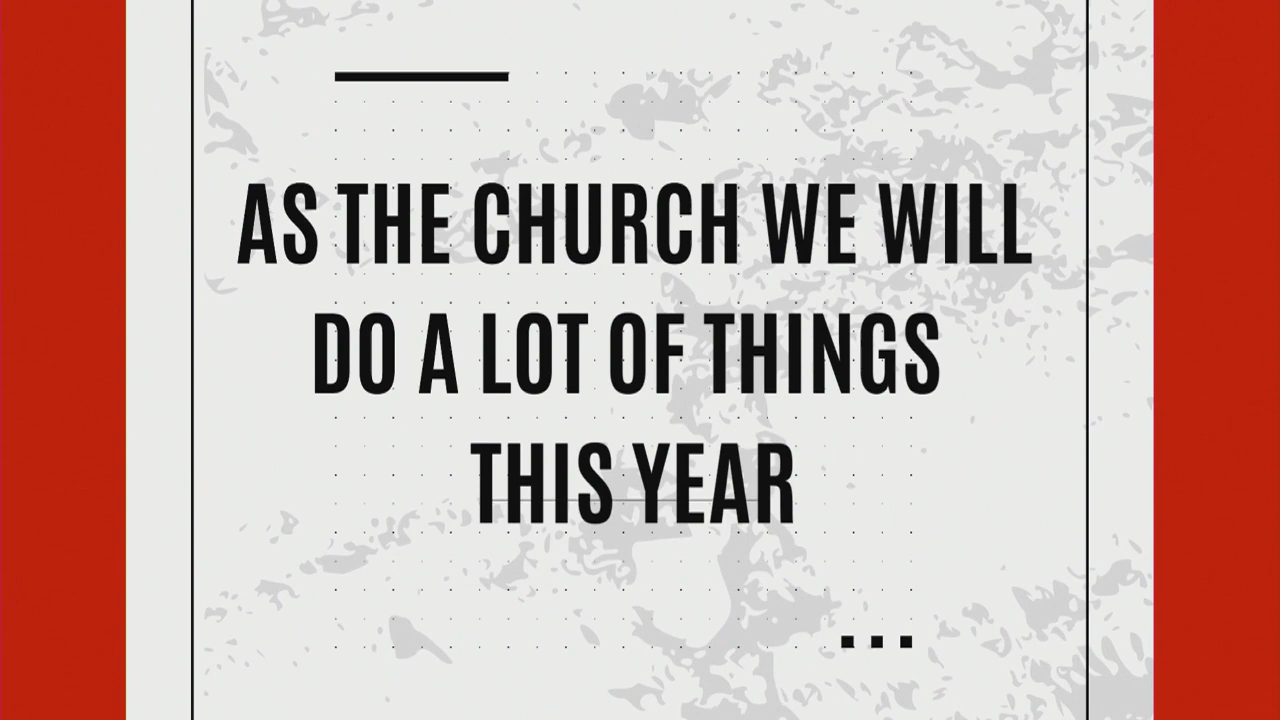 AS THE CHURCH WE WILL
DO A LOT OF THINGS
THIS YEAR
...